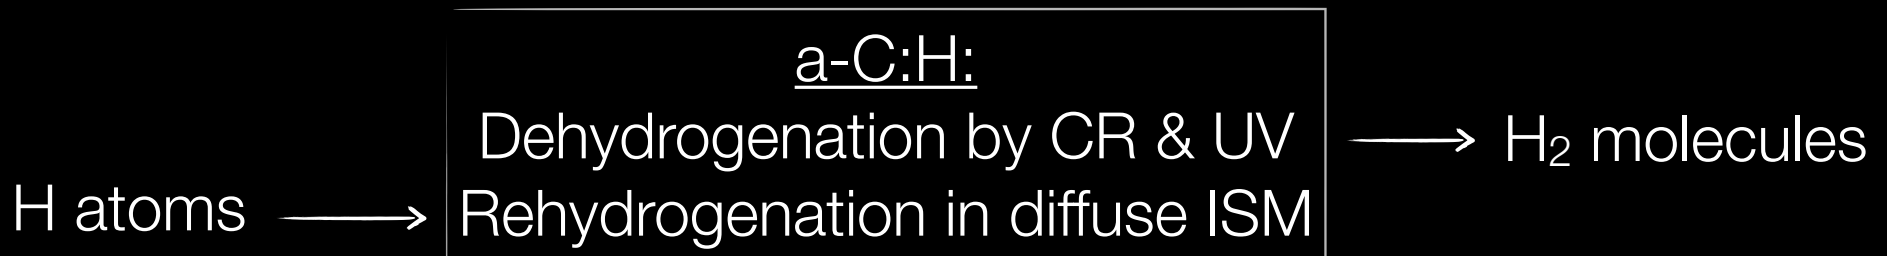 a-C:H:
Dehydrogenation by CR & UV
H₂ molecules
H atoms
Rehydrogenation in diffuse ISM